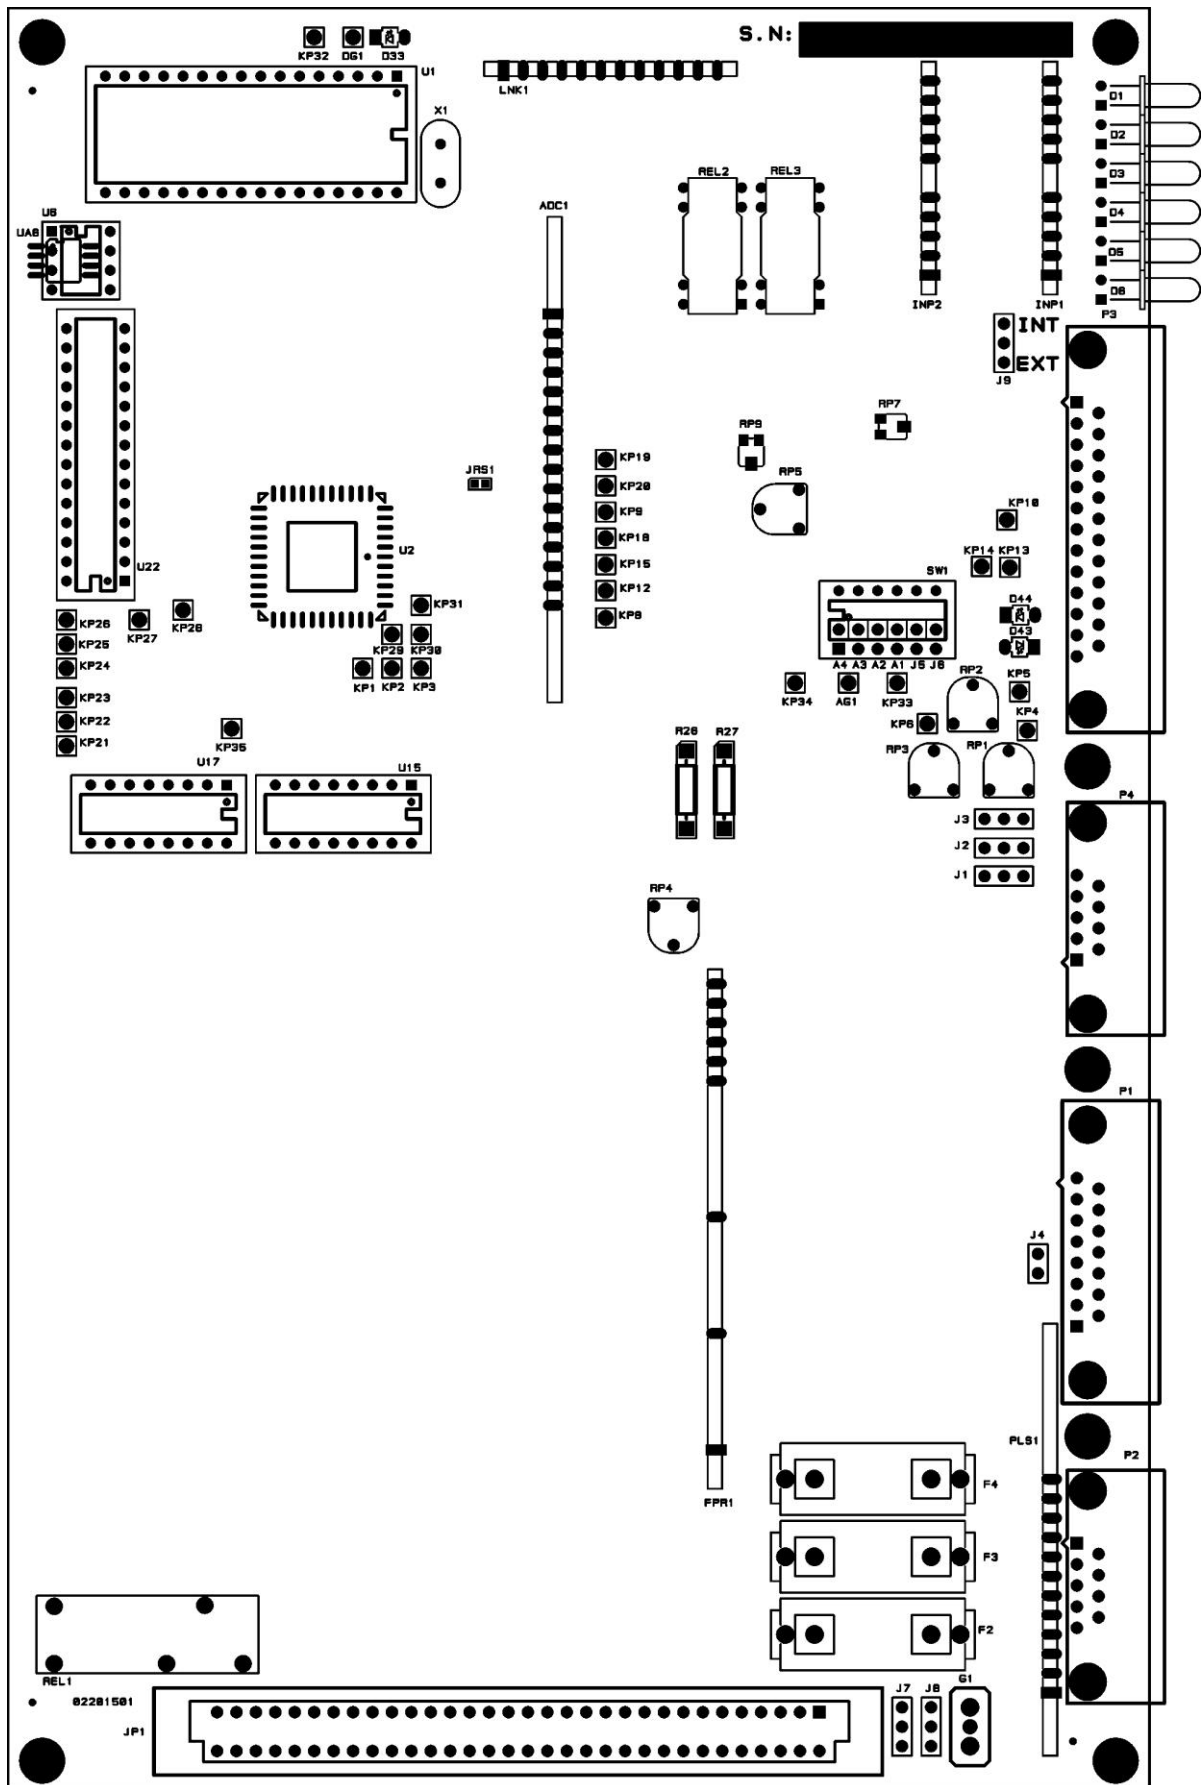 S.N:
KP32 DG1 D33
U1
LNK1
X1
D1
D2
D3
D4
D5
D6
REL2 REL3
ADC1
U6
UA6
INP2 INP1
P3
INT
EXT
J9
RP7
RP9
RP5
KP19
KP20
KP9
KP18
KP15
KP12
KP8
JRS1
U2
U22
KP10
KP14 KP13
SW1
D44
D43
A4 A3 A2 A1 J5 J6
KP31
KP26 KP27 KP28
KP25
KP24
KP29 KP30
KP1 KP2 KP3
KP23
KP22
KP21
KP35
KP34 AG1 KP33
RP2
KP5
KP4
KP6
RP3 RP1
R26 R27
U17 U15
P4
J3
J2
J1
RP4
P1
J4
PLS1
P2
FPR1
F4
F3
F2
REL1
02201501
JP1
J7 J8 G1